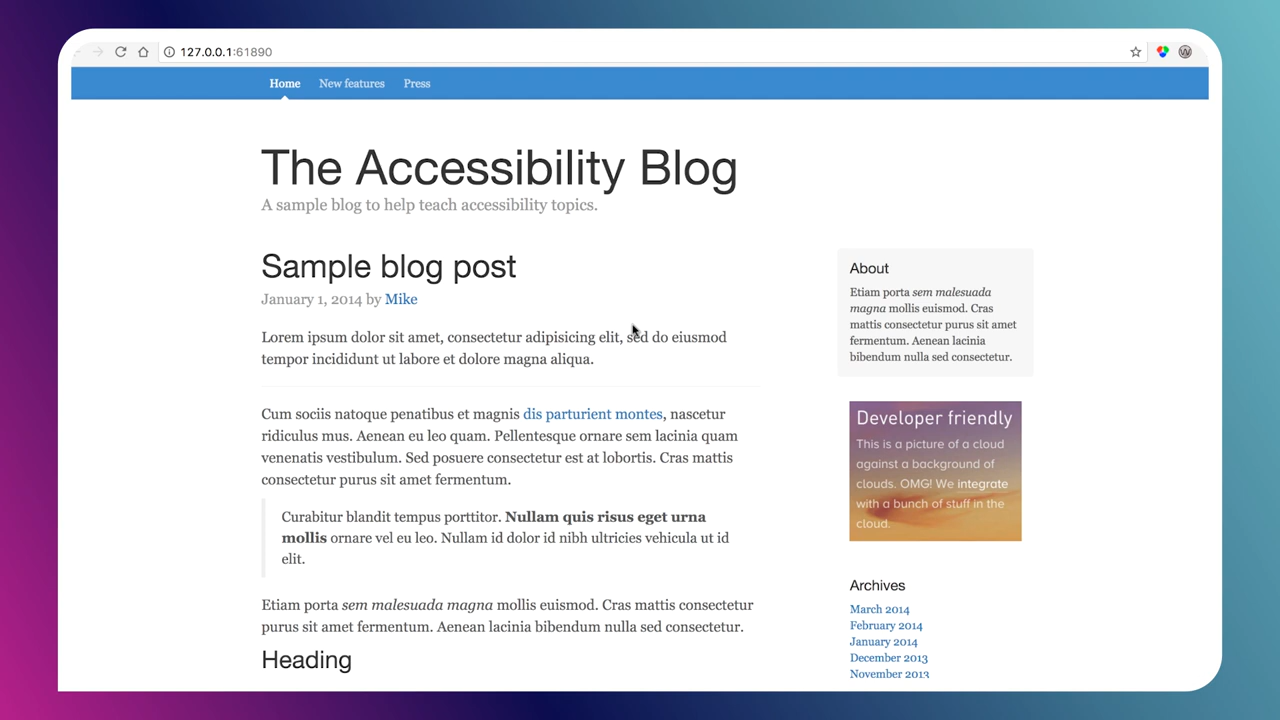 127.0.0.1:61890
Home New features Press
The Accessibility Blog
A sample blog to help teach accessibility topics.
Sample blog post
January 1, 2014 by Mike
Lorem ipsum dolor sit amet, consectetur adipisicing elit, sed do eiusmod
tempor incididunt ut labore et dolore magna aliqua.
Cum sociis natoque penatibus et magnis dis parturient montes, nascetur
ridiculus mus. Aenean eu leo quam. Pellentesque ornare sem lacinia quam
venenatis vestibulum. Sed posuere consectetur est at lobortis. Cras mattis
consectetur purus sit amet fermentum.
Curabitur blandit tempus porttitor. Nullam quis risus eget urna
mollis ornare vel eu leo. Nullam id dolor id nibh ultricies vehicula ut id
elit.
Etiam porta sem malesuada magna mollis euismod. Cras mattis consectetur
purus sit amet fermentum. Aenean lacinia bibendum nulla sed consectetur.
Heading
About
Etiam porta sem malesuada
magna mollis euismod. Cras
mattis consectetur purus sit amet
fermentum. Aenean lacinia
bibendum nulla sed consectetur.
Developer friendly
This is a picture of a cloud
against a background of
clouds. OMG! We integrate
with a bunch of stuff in the
cloud.
Archives
March 2014
February 2014
January 2014
December 2013
November 2013